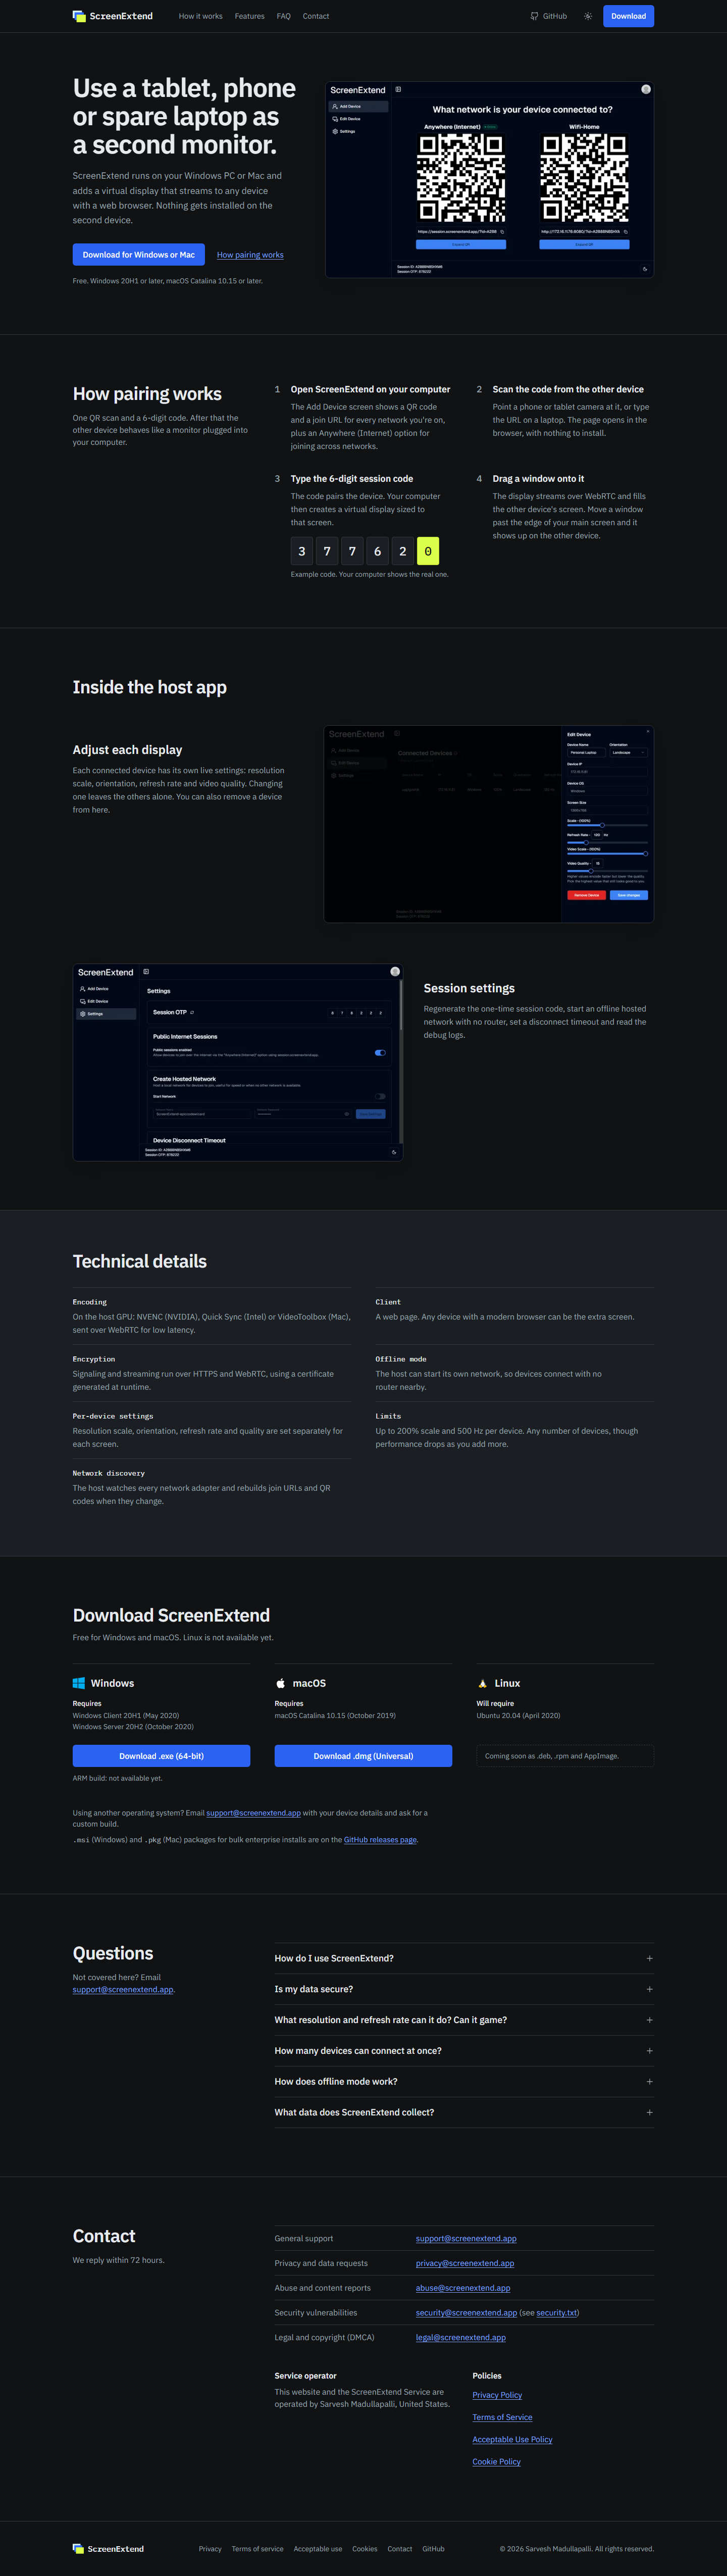 ScreenExtend
How it works
Features
FAQ
Contact
GitHub
Download
Use a tablet, phone
or spare laptop as
a second monitor.
ScreenExtend runs on your Windows PC or Mac and
adds a virtual display that streams to any device
with a web browser. Nothing gets installed on the
second device.
Download for Windows or Mac
How pairing works
Free. Windows 20H1 or later, macOS Catalina 10.15 or later.
ScreenExtend
Add Device
Edit Device
Settings
What network is your device connected to?
Anywhere (Internet)
Wifi-Home
How pairing works
One QR scan and a 6-digit code. After that the
other device behaves like a monitor plugged into
your computer.
1 Open ScreenExtend on your computer
The Add Device screen shows a QR code
and a join URL for every network you're on,
plus an Anywhere (Internet) option for
joining across networks.
2 Scan the code from the other device
Point a phone or tablet camera at it, or type
the URL on a laptop. The page opens in the
browser, with nothing to install.
3 Type the 6-digit session code
The code pairs the device. Your computer
then creates a virtual display sized to
that screen.
3 7 7 6 2 0
Example code. Your computer shows the real one.
4 Drag a window onto it
The display streams over WebRTC and fills
the other device's screen. Move a window
past the edge of your main screen and it
shows up on the other device.
Inside the host app
Adjust each display
Each connected device has its own live settings: resolution
scale, orientation, refresh rate and video quality. Changing
one leaves the others alone. You can also remove a device
from here.
ScreenExtend
Add Device
Edit Device
Settings
Connected Devices
Edit Device
Device Name
Orientation
Personal Laptop
Landscape
Device IP
Device OS
Windows
Screen Size
Refresh Rate
Video Quality
Remove Device
Save changes
ScreenExtend
Add Device
Edit Device
Settings
Settings
Session OTP
Public Internet Sessions
Public sessions enabled
Create Hosted Network
Start Network
Device Disconnect Timeout
Session settings
Regenerate the one-time session code, start an offline hosted
network with no router, set a disconnect timeout and read the
debug logs.
Technical details
Encoding
On the host GPU: NVENC (NVIDIA), Quick Sync (Intel) or VideoToolbox (Mac),
sent over WebRTC for low latency.
Client
A web page. Any device with a modern browser can be the extra screen.
Encryption
Signaling and streaming run over HTTPS and WebRTC, using a certificate
generated at runtime.
Offline mode
The host can start its own network, so devices connect with no
router nearby.
Per-device settings
Resolution scale, orientation, refresh rate and quality are set separately for
each screen.
Limits
Up to 200% scale and 500 Hz per device. Any number of devices, though
performance drops as you add more.
Network discovery
The host watches every network adapter and rebuilds join URLs and QR
codes when they change.
Download ScreenExtend
Free for Windows and macOS. Linux is not available yet.
Windows
Requires
Windows Client 20H1 (May 2020)
Windows Server 20H2 (October 2020)
Download .exe (64-bit)
ARM build: not available yet.
macOS
Requires
macOS Catalina 10.15 (October 2019)
Download .dmg (Universal)
Linux
Will require
Ubuntu 20.04 (April 2020)
Coming soon as .deb, .rpm and AppImage.
Using another operating system? Email support@screenextend.app with your device details and ask for a
custom build.
.msi (Windows) and .pkg (Mac) packages for bulk enterprise installs are on the GitHub releases page.
Questions
Not covered here? Email
support@screenextend.app.
How do I use ScreenExtend?
Is my data secure?
What resolution and refresh rate can it do? Can it game?
How many devices can connect at once?
How does offline mode work?
What data does ScreenExtend collect?
Contact
We reply within 72 hours.
General support support@screenextend.app
Privacy and data requests privacy@screenextend.app
Abuse and content reports abuse@screenextend.app
Security vulnerabilities security@screenextend.app (see security.txt)
Legal and copyright (DMCA) legal@screenextend.app
Service operator
This website and the ScreenExtend Service are
operated by Sarvesh Madullapalli, United States.
Policies
Privacy Policy
Terms of Service
Acceptable Use Policy
Cookie Policy
ScreenExtend
Privacy
Terms of service
Acceptable use
Cookies
Contact
GitHub
© 2026 Sarvesh Madullapalli. All rights reserved.